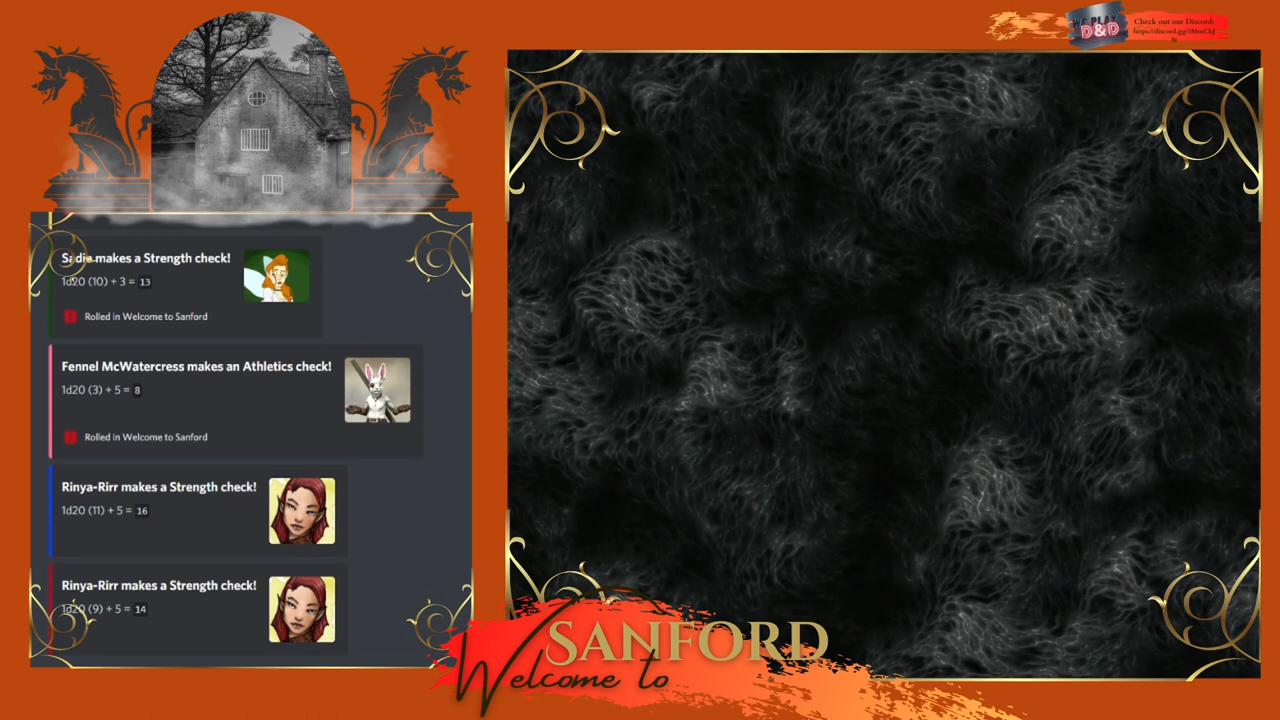 WE PLAY
D&D
Check out our Discord:
Sadie makes a Strength check!
1d20 (10) + 3 = 13
Rolled in Welcome to Sanford
Fennel McWatercress makes an Athletics check!
1d20 (3) + 5 = 8
Rolled in Welcome to Sanford
Rinya-Rirr makes a Strength check!
1d20 (11) + 5 = 16
Rinya-Rirr makes a Strength check!
1d20 (9) + 5 = 14
Welcome to
SANFORD